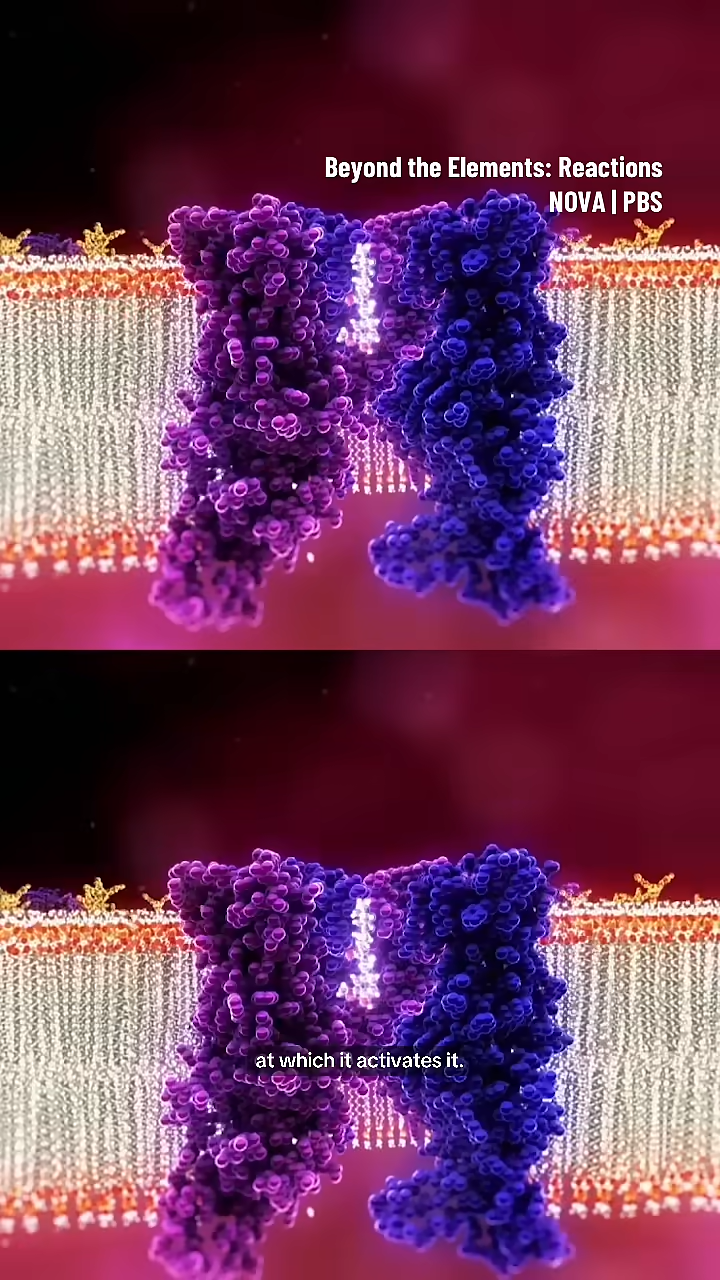 Beyond the Elements: Reactions
NOVA | PBS
at which it activates it.